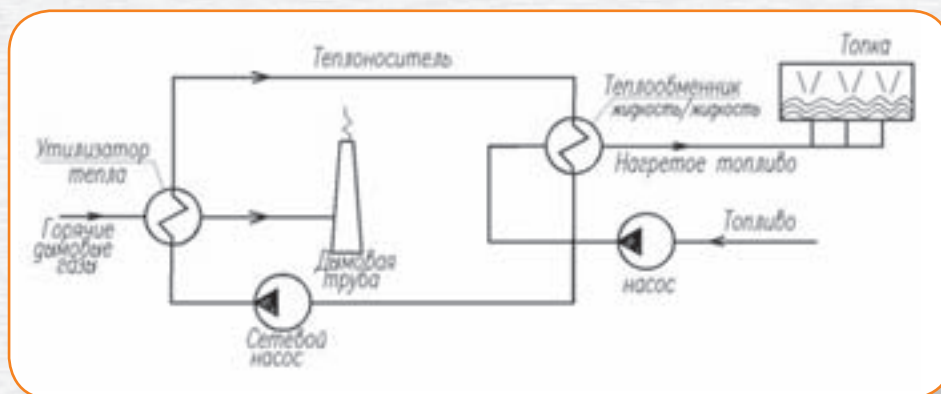 Теплоноситель
Топка
Теплообменник
жидкость/жидкость
Утилизатор
тепла
Нагретое топливо
Горячие
дымовые
газы
Топливо
Дымовая
труба
насос
Сетевой
насос